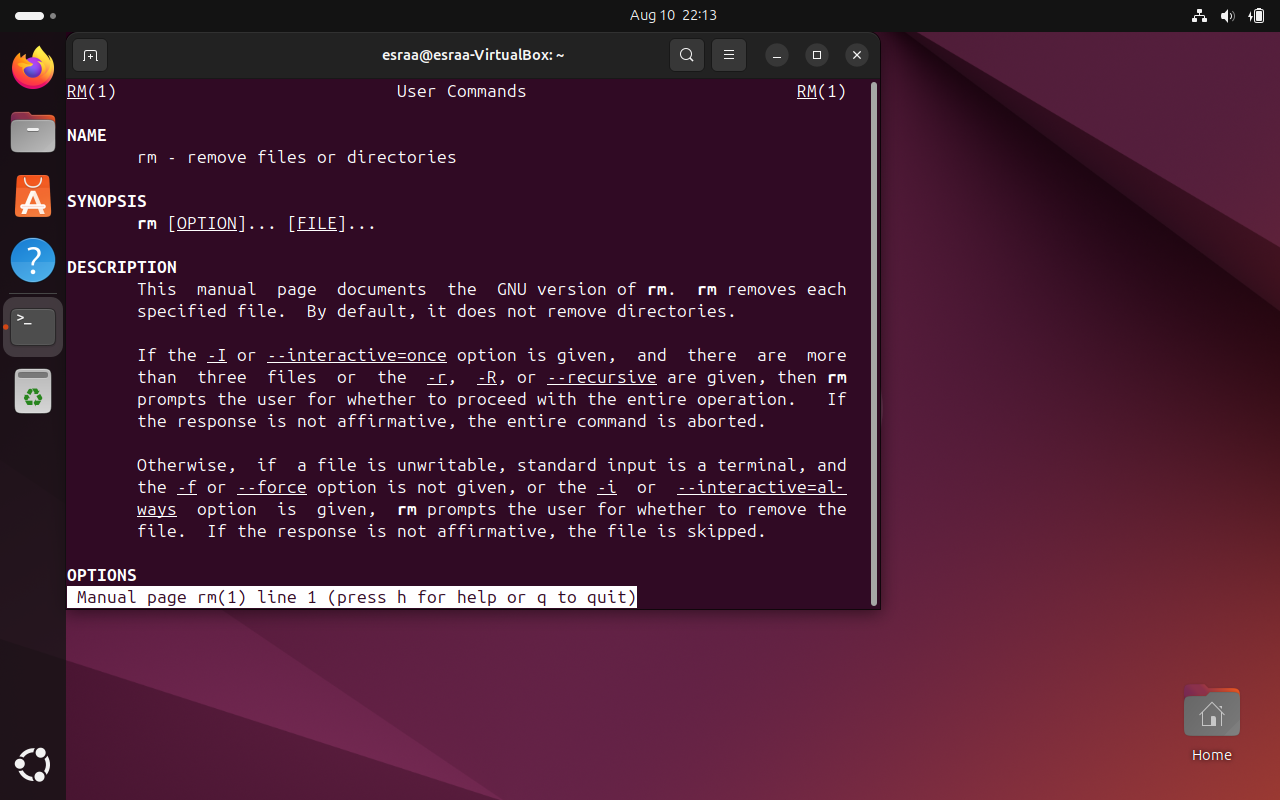 Aug 10 22:13
esraa@esraa-VirtualBox: ~
RM(1) User Commands RM(1)
NAME
rm - remove files or directories
SYNOPSIS
rm [OPTION]... [FILE]...
DESCRIPTION
This manual page documents the GNU version of rm. rm removes each
specified file. By default, it does not remove directories.
If the -I or --interactive=once option is given, and there are more
than three files or the -r, -R, or --recursive are given, then rm
prompts the user for whether to proceed with the entire operation. If
the response is not affirmative, the entire command is aborted.
Otherwise, if a file is unwritable, standard input is a terminal, and
the -f or --force option is not given, or the -i or --interactive=al-
ways option is given, rm prompts the user for whether to remove the
file. If the response is not affirmative, the file is skipped.
OPTIONS
Manual page rm(1) line 1 (press h for help or q to quit)
Home